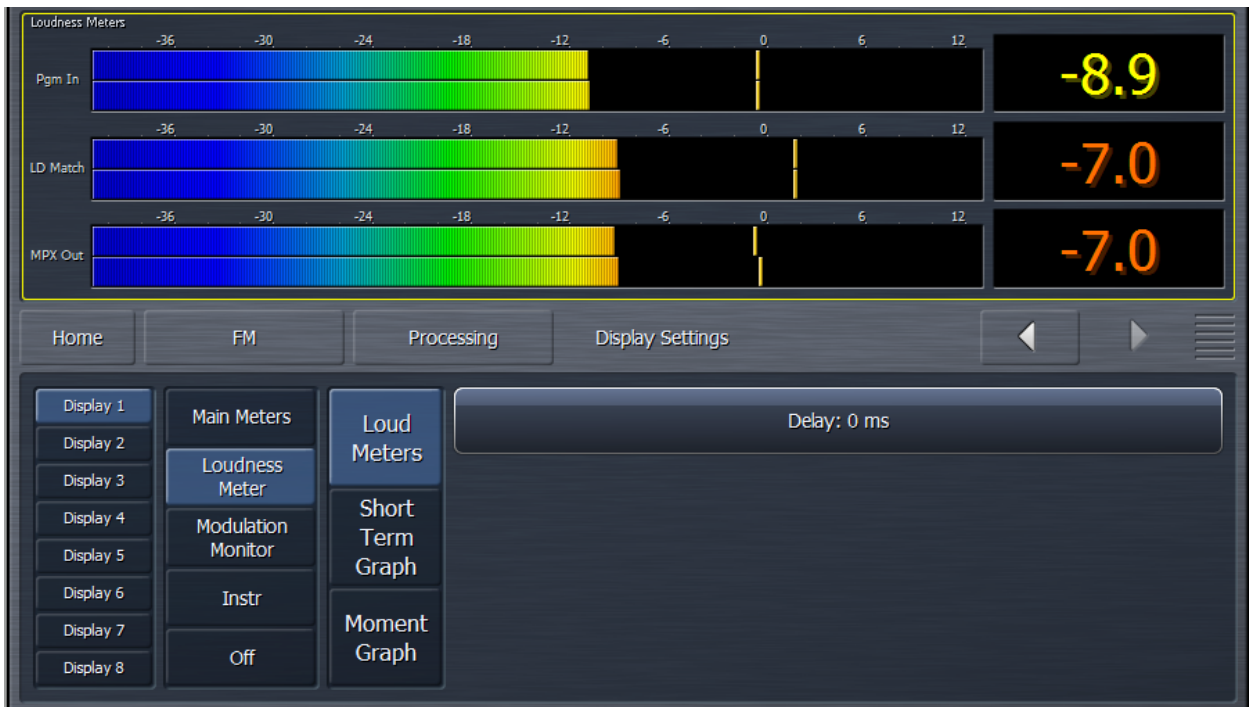 Loudness Meters
-36 -30 -24 -18 -12 -6 0 6 12
Pgm In
-8.9
-36 -30 -24 -18 -12 -6 0 6 12
LD Match
-7.0
-36 -30 -24 -18 -12 -6 0 6 12
MPX Out
-7.0
Home FM Processing Display Settings
Display 1
Display 2
Display 3
Display 4
Display 5
Display 6
Display 7
Display 8
Main Meters
Loudness
Meter
Modulation
Monitor
Instr
Off
Loud
Meters
Short
Term
Graph
Moment
Graph
Delay: 0 ms